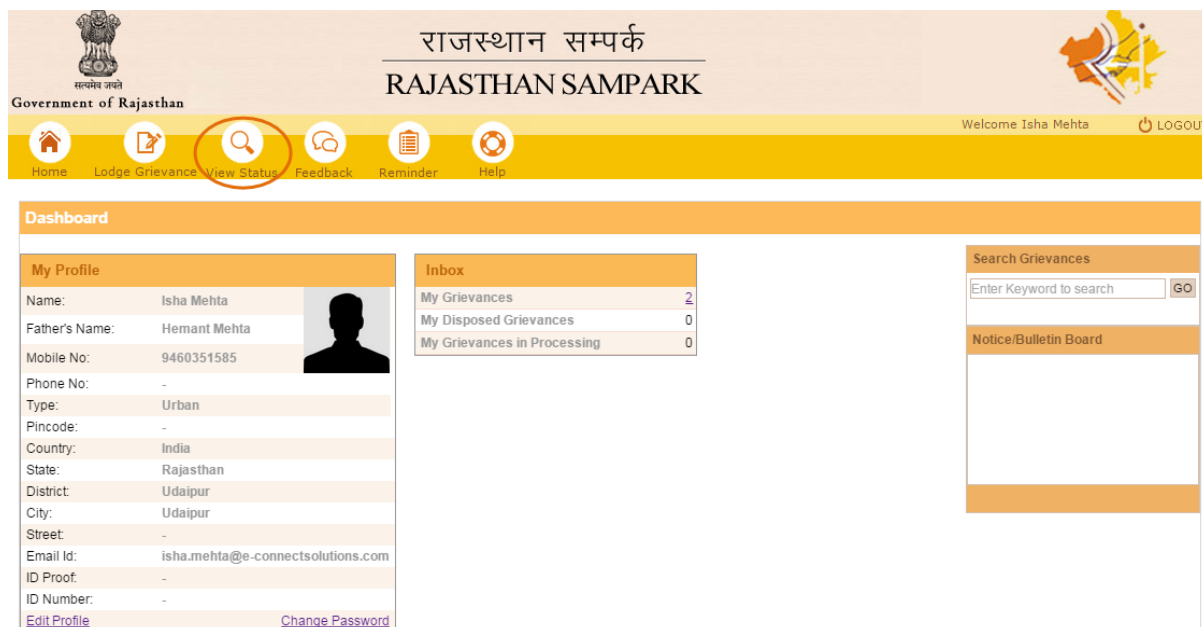 राजस्थान सम्पर्क
RAJASTHAN SAMPARK
सत्यमेव जयते
Government of Rajasthan
Welcome Isha Mehta LOGOU
Home Lodge Grievance View Status Feedback Reminder Help
Dashboard
My Profile
Name: Isha Mehta
Father's Name: Hemant Mehta
Mobile No: 9460351585
Phone No: -
Type: Urban
Pincode: -
Country: India
State: Rajasthan
District: Udaipur
City: Udaipur
Street: -
Email Id: isha.mehta@e-connectsolutions.com
ID Proof: -
ID Number: -
Edit Profile Change Password
Inbox
My Grievances 2
My Disposed Grievances 0
My Grievances in Processing 0
Search Grievances
Enter Keyword to search GO
Notice/Bulletin Board